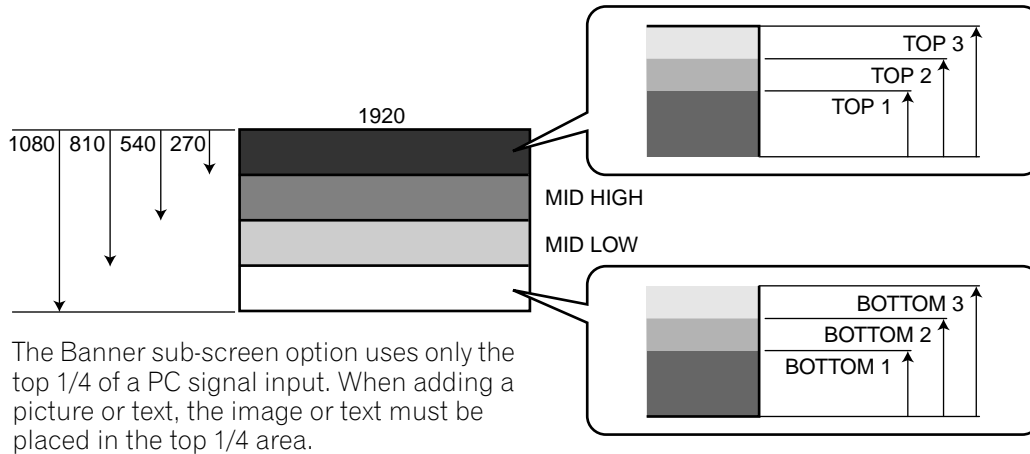 1920
1080 810 540 270
TOP 3
TOP 2
TOP 1
MID HIGH
MID LOW
BOTTOM 3
BOTTOM 2
BOTTOM 1
The Banner sub-screen option uses only the
top 1/4 of a PC signal input. When adding a
picture or text, the image or text must be
placed in the top 1/4 area.